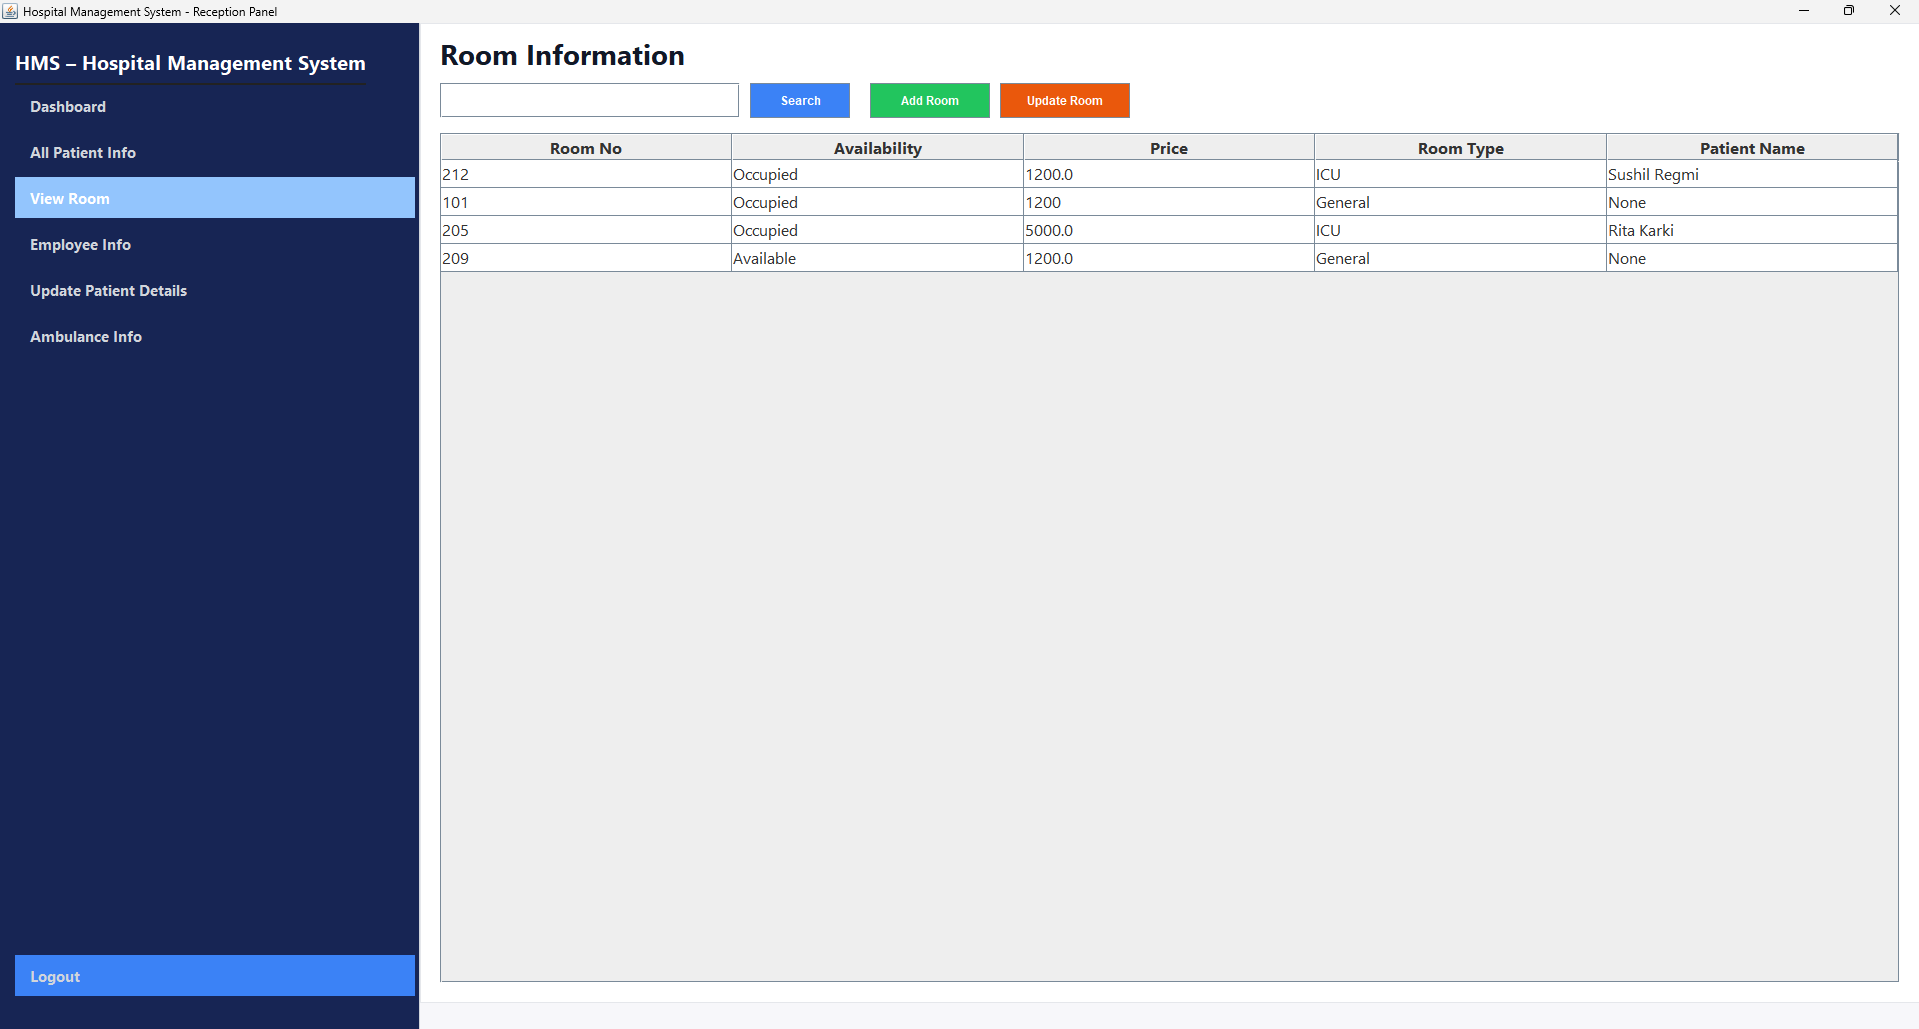 Hospital Management System - Reception Panel
HMS – Hospital Management System
Dashboard
All Patient Info
View Room
Employee Info
Update Patient Details
Ambulance Info
Logout
Room Information
Search Add Room Update Room
Room No Availability Price Room Type Patient Name
212 Occupied 1200.0 ICU Sushil Regmi
101 Occupied 1200 General None
205 Occupied 5000.0 ICU Rita Karki
209 Available 1200.0 General None